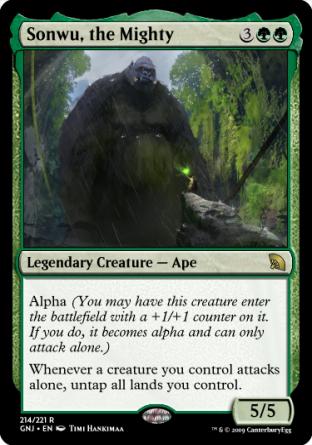 Sonwu, the Mighty 3
Legendary Creature — Ape
Alpha (You may have this creature enter
the battlefield with a +1/+1 counter on it.
If you do, it becomes alpha and can only
attack alone.)
Whenever a creature you control attacks
alone, untap all lands you control.
5/5
214/221 R
GNJ • EN Timi Hankimaa
™ & © 2019 CanterburyEgg